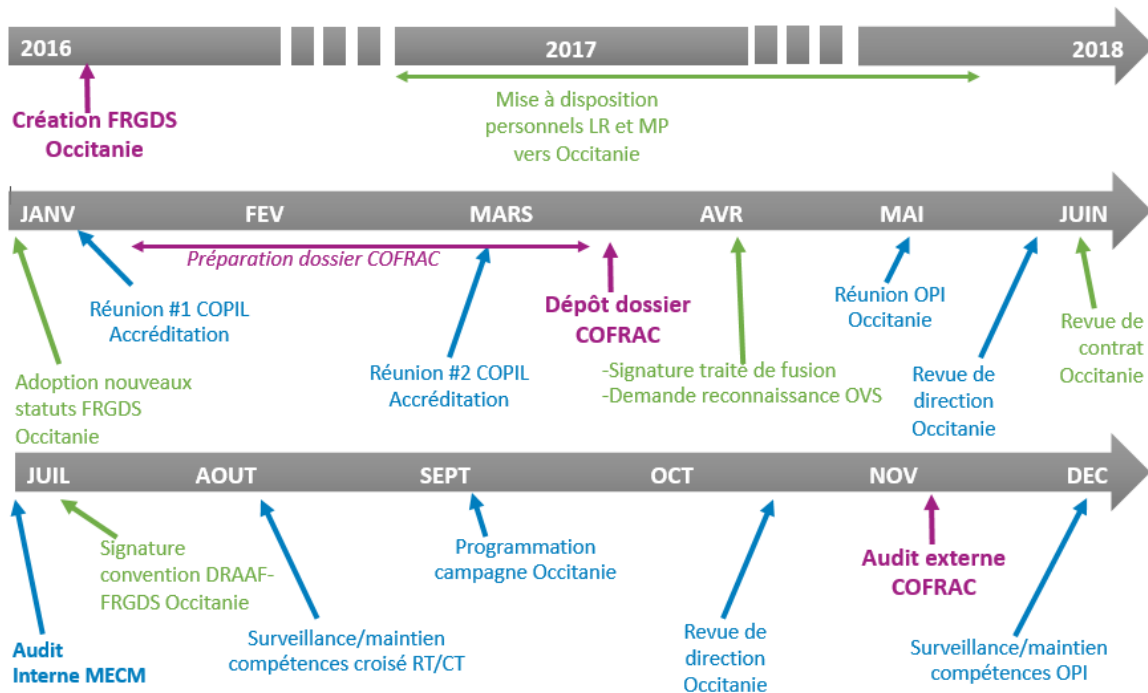 2016
2017
2018
Création FRGDS
Occitanie
Mise à disposition
personnels LR et MP
vers Occitanie
JANV
FEV
MARS
AVR
MAI
JUIN
Préparation dossier COFRAC
Réunion #1 COPIL
Accréditation
Adoption nouveaux
statuts FRGDS
Occitanie
Réunion #2 COPIL
Accréditation
Dépôt dossier
COFRAC
-Signature traité de fusion
-Demande reconnaissance OVS
Réunion OPI
Occitanie
Revue de
direction
Occitanie
Revue de
contrat
Occitanie
JUIL
AOUT
SEPT
OCT
NOV
DEC
Audit
Interne MECM
Signature
convention DRAAF-
FRGDS Occitanie
Surveillance/maintien
compétences croisé RT/CT
Programmation
campagne Occitanie
Revue de
direction
Occitanie
Audit externe
COFRAC
Surveillance/maintien
compétences OPI